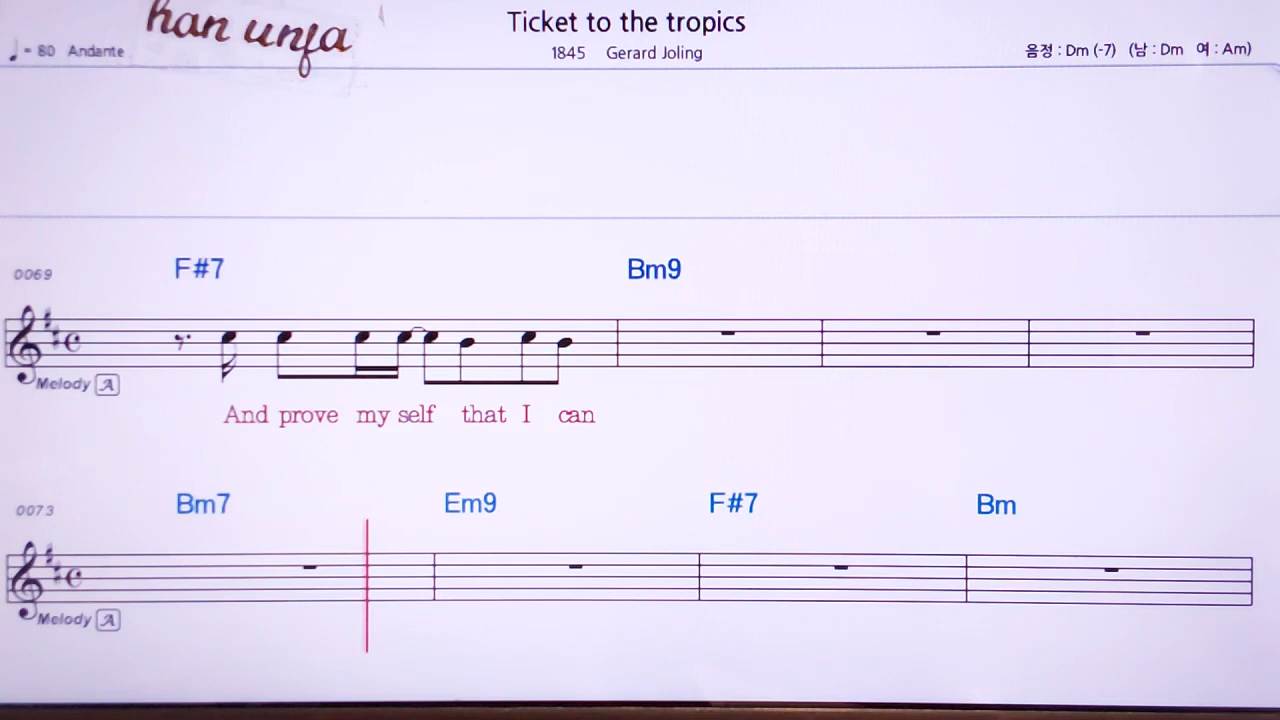 han unfa
Ticket to the tropics
♩= 80 Andante
1845 Gerard Joling
음정 : Dm (-7) (남 : Dm 여 : Am)
0069 F#7 Bm9
Melody A
And prove my self that I can
0073 Bm7 Em9 F#7 Bm
Melody A